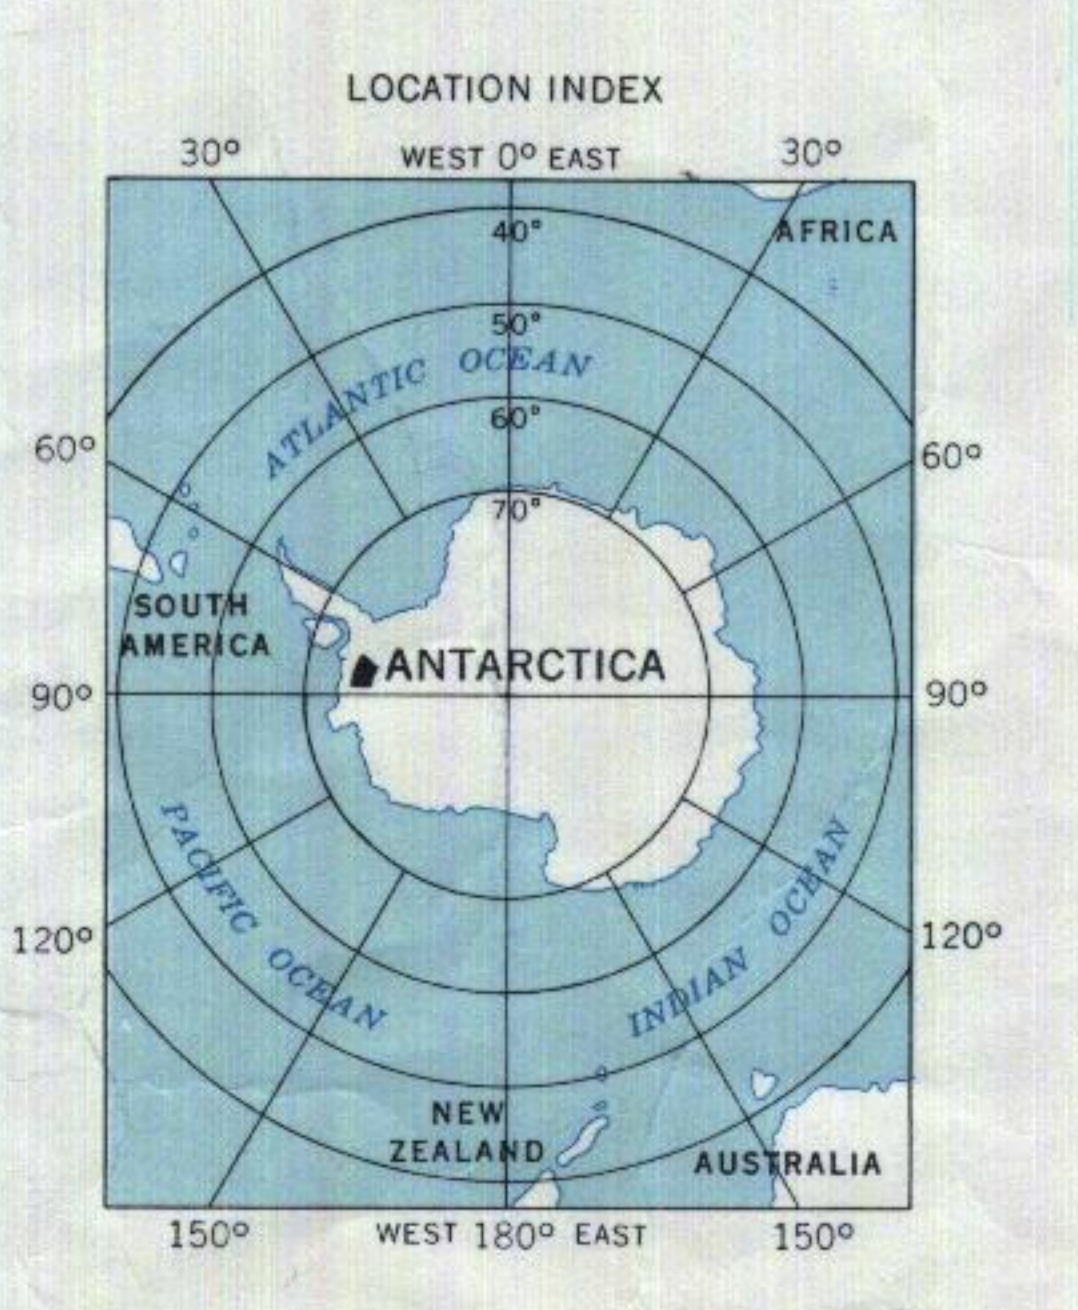 LOCATION INDEX
30° WEST 0° EAST 30°
AFRICA
40°
50°
ATLANTIC OCEAN
60°
60° 60°
70°
SOUTH
AMERICA
ANTARCTICA
90° 90°
PACIFIC OCEAN
INDIAN OCEAN
120° 120°
NEW
ZEALAND
AUSTRALIA
150° WEST 180° EAST 150°